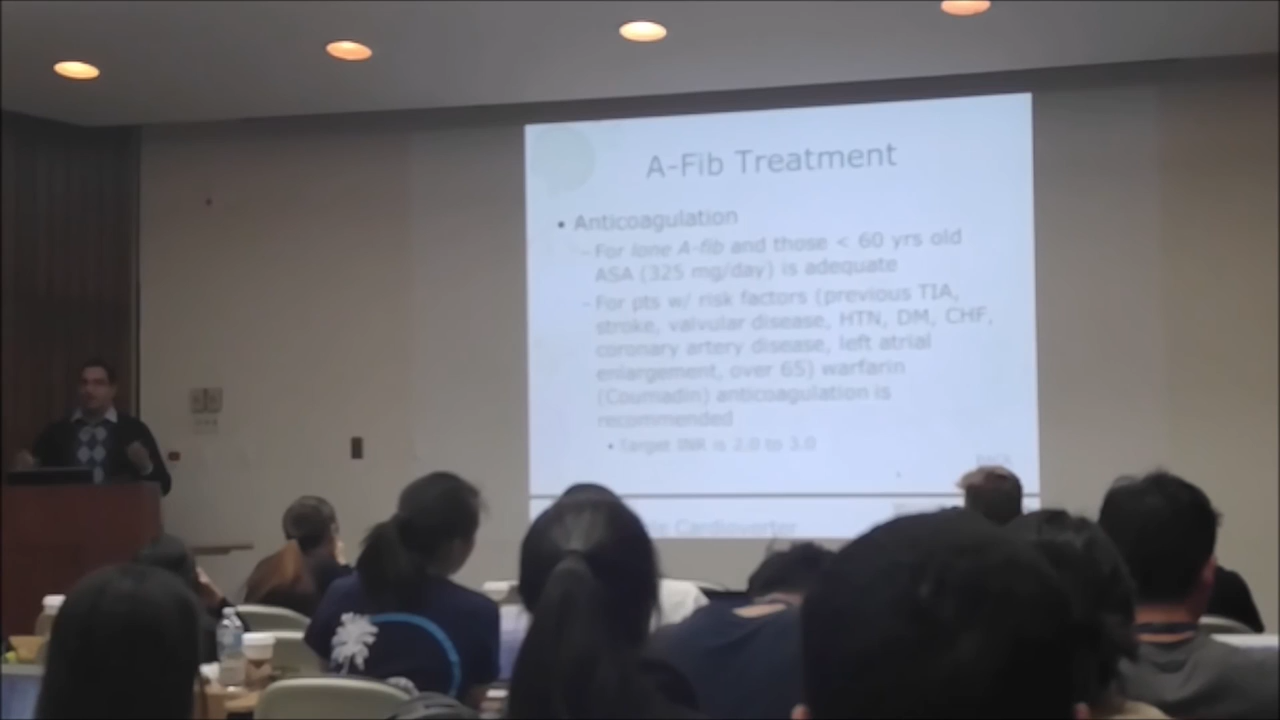 A-Fib Treatment
• Anticoagulation
- For lone A-fib and those < 60 yrs old
ASA (325 mg/day) is adequate
- For pts w/ risk factors (previous TIA,
stroke, valvular disease, HTN, DM, CHF,
coronary artery disease, left atrial
enlargement, over 65) warfarin
(Coumadin) anticoagulation is
recommended
• Target INR is 2.0 to 3.0
BACK
Cardioverter